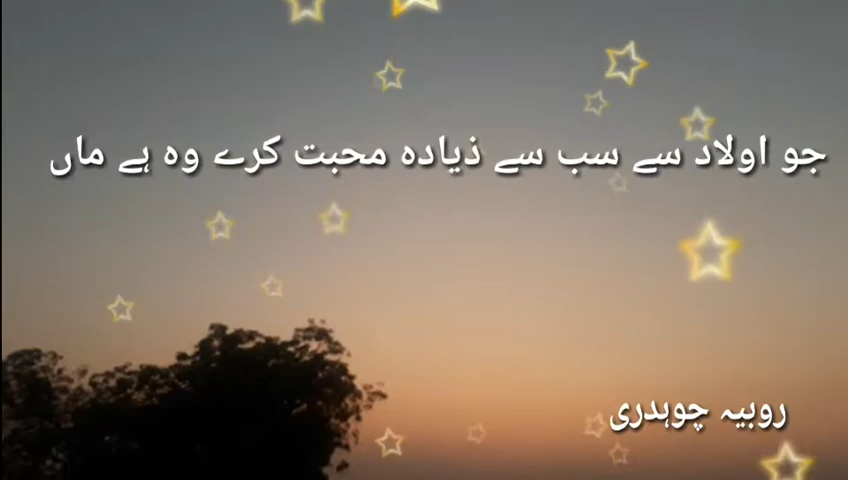 جو اولاد سے سب سے ذیادہ محبت کرے وہ ہے ماں
روبیہ چوہدری